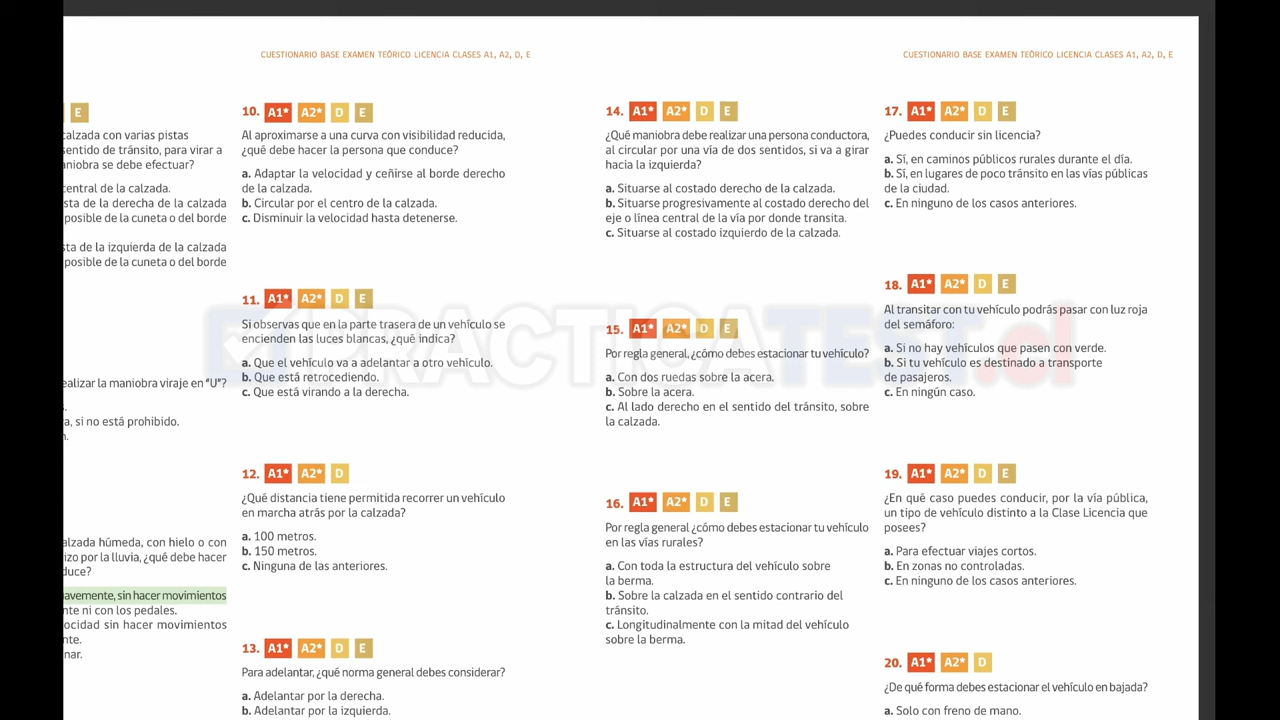 CUESTIONARIO BASE EXAMEN TEÓRICO LICENCIA CLASES A1, A2, D, E
E
calzada con varias pistas
sentido de tránsito, para virar a
aniobra se debe efectuar?
central de la calzada.
sta de la derecha de la calzada
posible de la cuneta o del borde
sta de la izquierda de la calzada
posible de la cuneta o del borde
ealizar la maniobra viraje en “U”?
s.
a, si no está prohibido.
n.
alzada húmeda, con hielo o con
izo por la lluvia, ¿qué debe hacer
duce?
avemente, sin hacer movimientos
nte ni con los pedales.
ocidad sin hacer movimientos
nte.
nar.
10. A1* A2* D E
Al aproximarse a una curva con visibilidad reducida,
¿qué debe hacer la persona que conduce?
a. Adaptar la velocidad y ceñirse al borde derecho
de la calzada.
b. Circular por el centro de la calzada.
c. Disminuir la velocidad hasta detenerse.
11. A1* A2* D E
Si observas que en la parte trasera de un vehículo se
encienden las luces blancas, ¿qué indica?
a. Que el vehículo va a adelantar a otro vehículo.
b. Que está retrocediendo.
c. Que está virando a la derecha.
12. A1* A2* D
¿Qué distancia tiene permitida recorrer un vehículo
en marcha atrás por la calzada?
a. 100 metros.
b. 150 metros.
c. Ninguna de las anteriores.
13. A1* A2* D E
Para adelantar, ¿qué norma general debes considerar?
a. Adelantar por la derecha.
b. Adelantar por la izquierda.
CUESTIONARIO BASE EXAMEN TEÓRICO LICENCIA CLASES A1, A2, D, E
14. A1* A2* D E
¿Qué maniobra debe realizar una persona conductora,
al circular por una vía de dos sentidos, si va a girar
hacia la izquierda?
a. Situarse al costado derecho de la calzada.
b. Situarse progresivamente al costado derecho del
eje o línea central de la vía por donde transita.
c. Situarse al costado izquierdo de la calzada.
15. A1* A2* D E
Por regla general, ¿cómo debes estacionar tu vehículo?
a. Con dos ruedas sobre la acera.
b. Sobre la acera.
c. Al lado derecho en el sentido del tránsito, sobre
la calzada.
16. A1* A2* D E
Por regla general ¿cómo debes estacionar tu vehículo
en las vías rurales?
a. Con toda la estructura del vehículo sobre
la berma.
b. Sobre la calzada en el sentido contrario del
tránsito.
c. Longitudinalmente con la mitad del vehículo
sobre la berma.
17. A1* A2* D E
¿Puedes conducir sin licencia?
a. Sí, en caminos públicos rurales durante el día.
b. Sí, en lugares de poco tránsito en las vías públicas
de la ciudad.
c. En ninguno de los casos anteriores.
18. A1* A2* D E
Al transitar con tu vehículo podrás pasar con luz roja
del semáforo:
a. Si no hay vehículos que pasen con verde.
b. Si tu vehículo es destinado a transporte
de pasajeros.
c. En ningún caso.
19. A1* A2* D E
¿En qué caso puedes conducir, por la vía pública,
un tipo de vehículo distinto a la Clase Licencia que
posees?
a. Para efectuar viajes cortos.
b. En zonas no controladas.
c. En ninguno de los casos anteriores.
20. A1* A2* D
¿De qué forma debes estacionar el vehículo en bajada?
a. Solo con freno de mano.
PRACTICATEST.cl